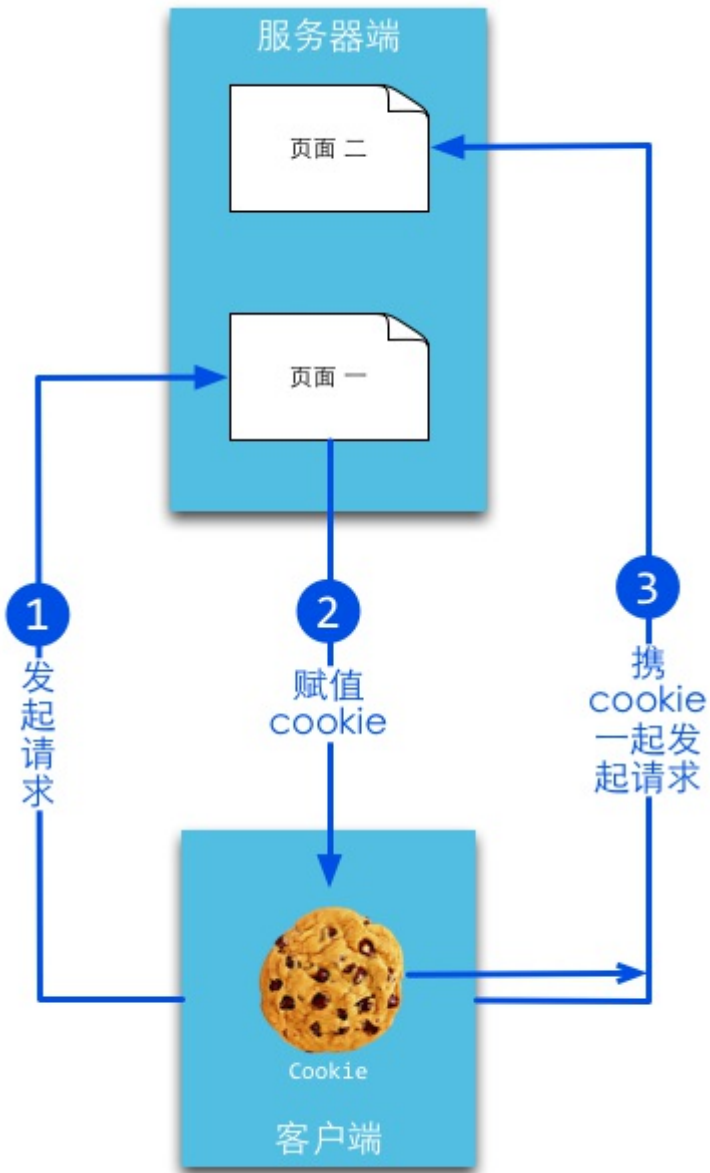 服务器端
页面 二
页面 一
1
发
起
请
求
2
赋值
cookie
3
携
cookie
一起发
起请求
Cookie
客户端